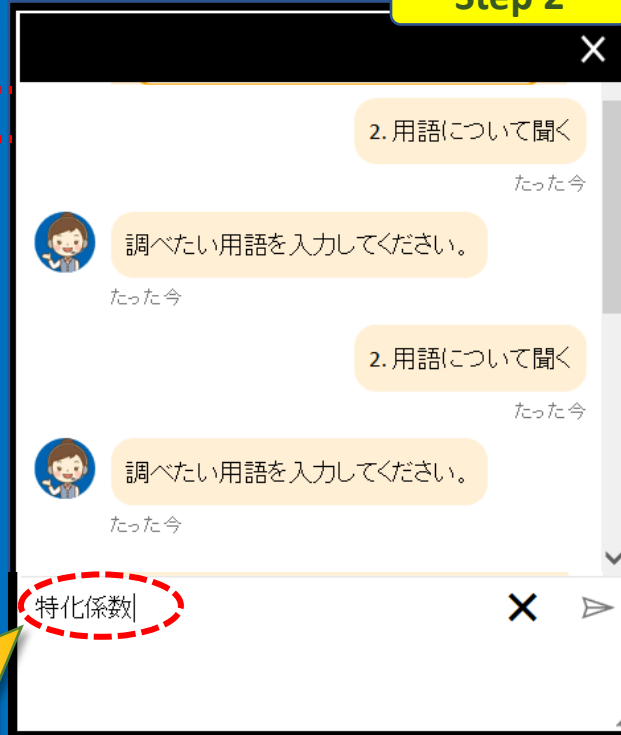 Step 2
2. 用語について聞く
たった今
調べたい用語を入力してください。
たった今
2. 用語について聞く
たった今
調べたい用語を入力してください。
たった今
特化係数